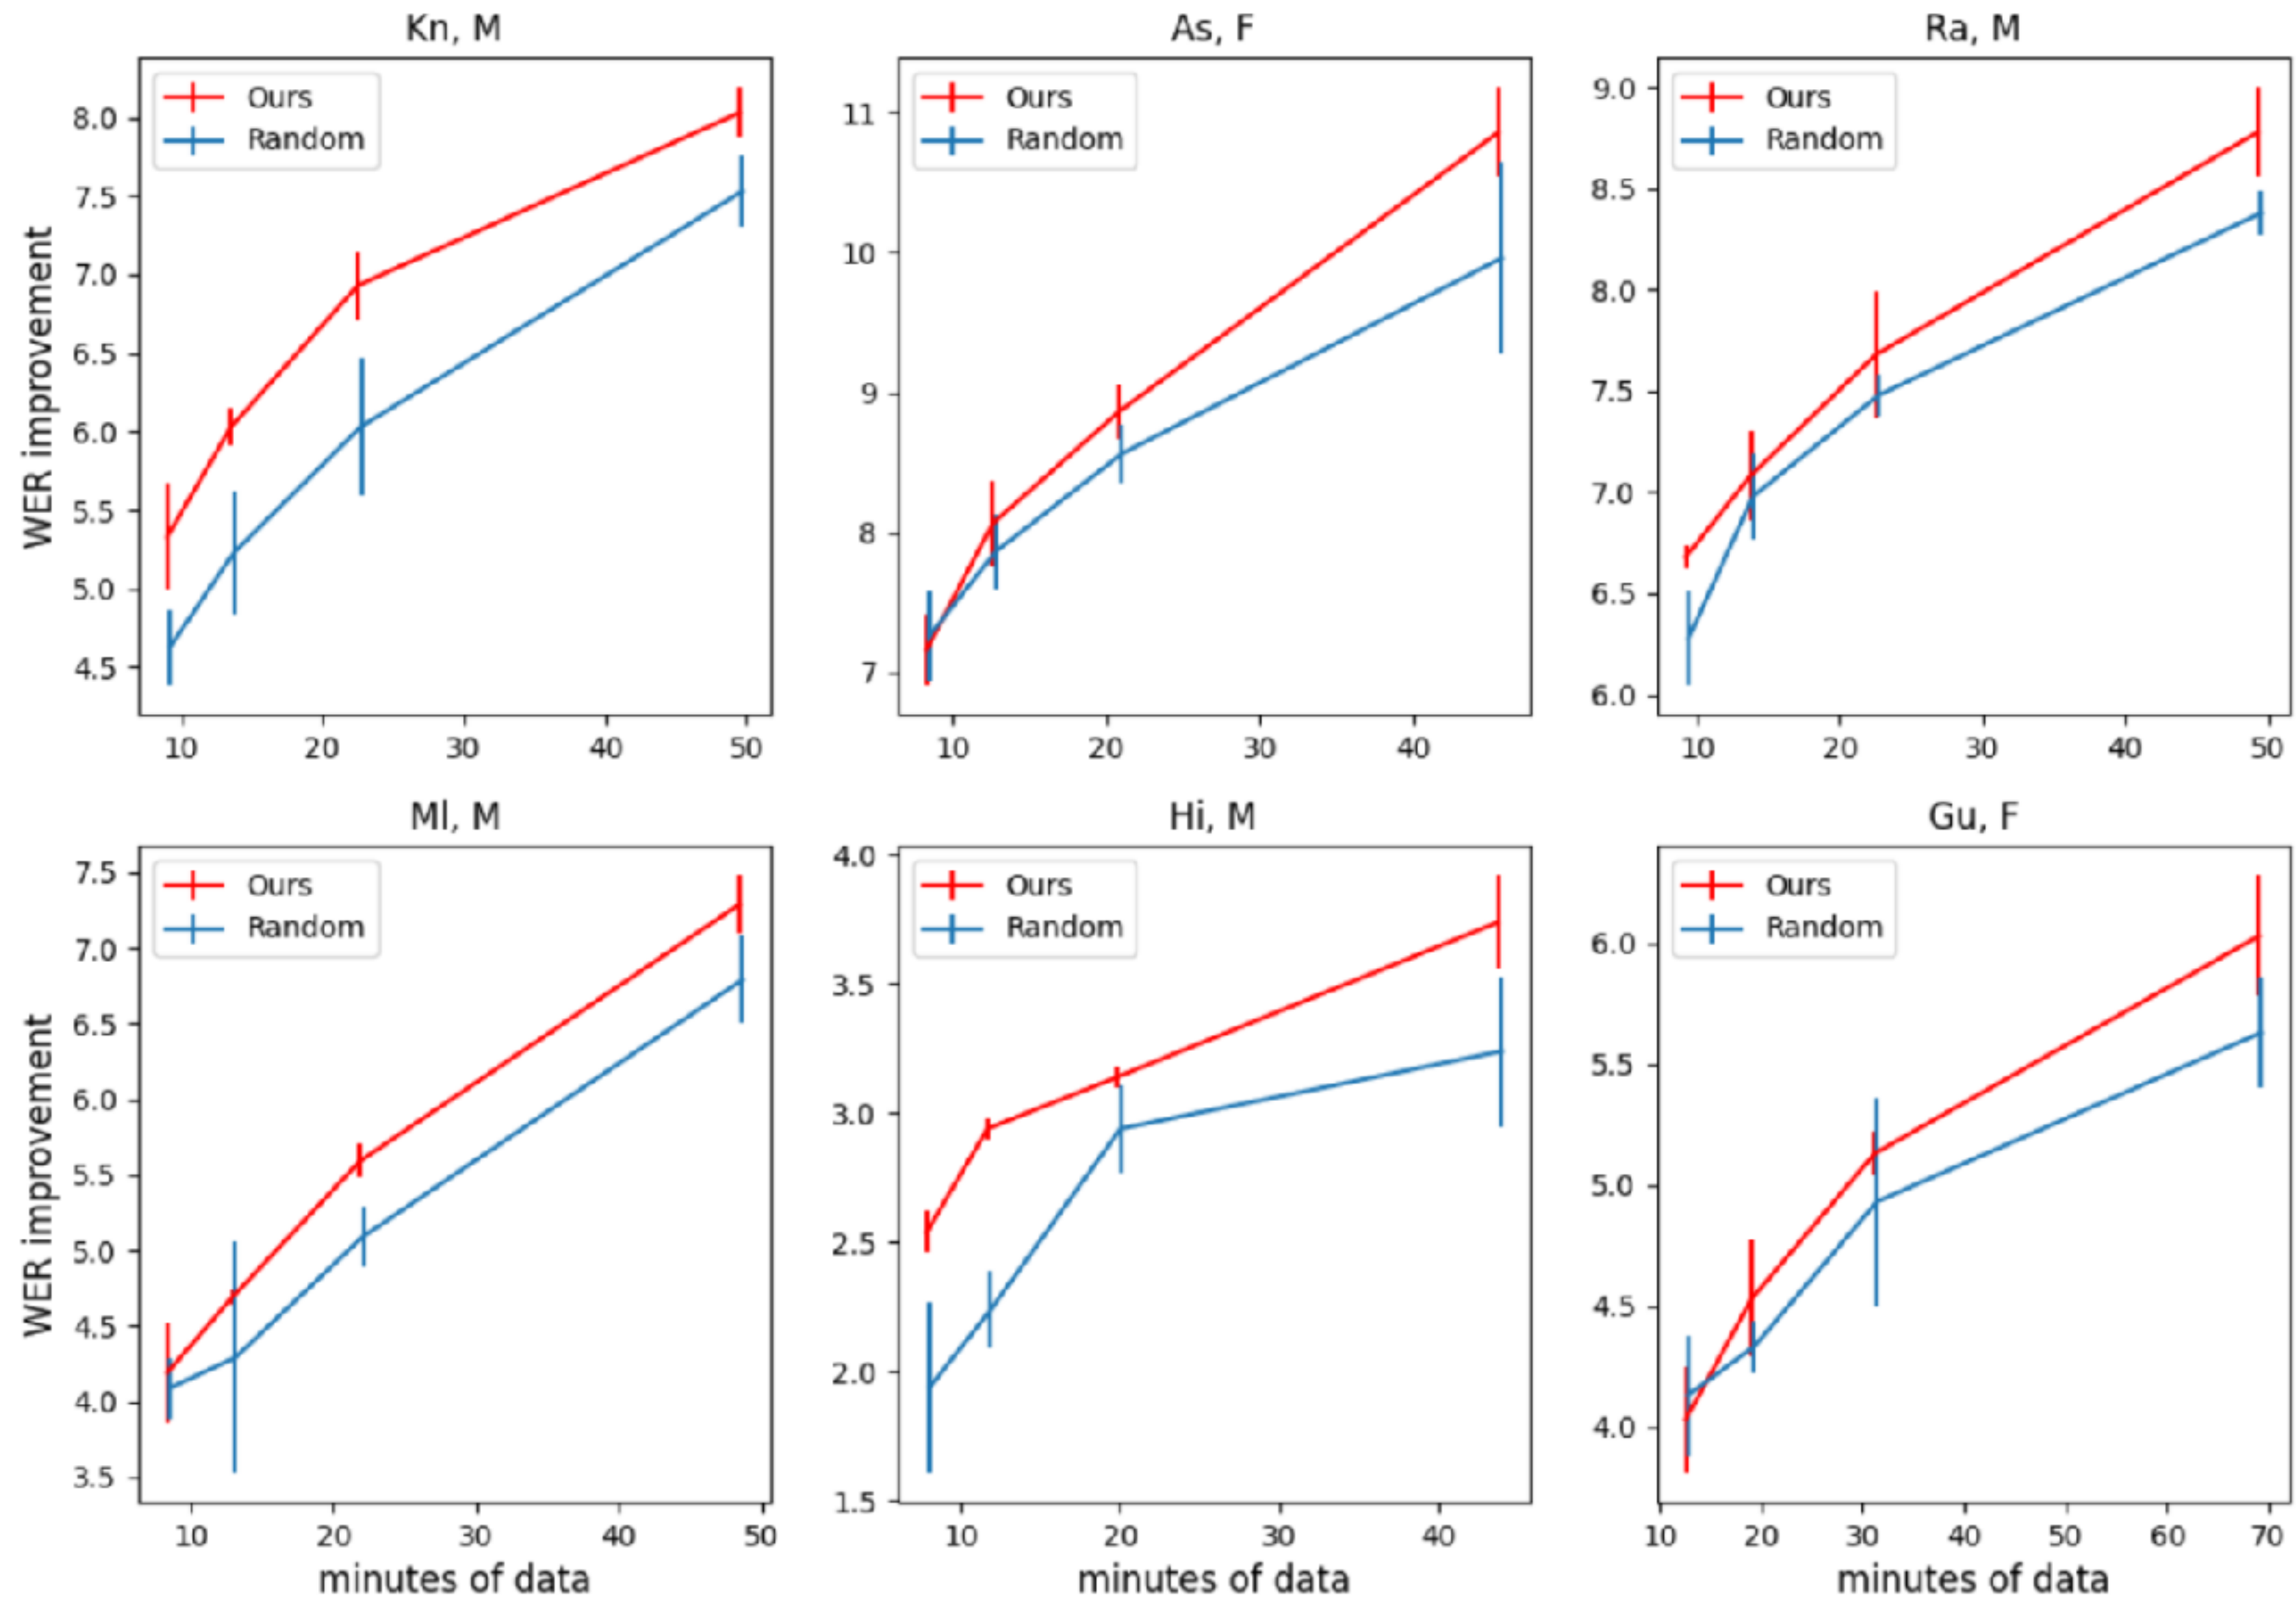 Kn, M
Ours
Random
WER improvement
8.0
7.5
7.0
6.5
6.0
5.5
5.0
4.5
10 20 30 40 50
As, F
Ours
Random
11
10
9
8
7
10 20 30 40
Ra, M
Ours
Random
9.0
8.5
8.0
7.5
7.0
6.5
6.0
10 20 30 40 50
Ml, M
Ours
Random
WER improvement
7.5
7.0
6.5
6.0
5.5
5.0
4.5
4.0
3.5
10 20 30 40 50
minutes of data
Hi, M
Ours
Random
4.0
3.5
3.0
2.5
2.0
1.5
10 20 30 40
minutes of data
Gu, F
Ours
Random
6.0
5.5
5.0
4.5
4.0
10 20 30 40 50 60 70
minutes of data